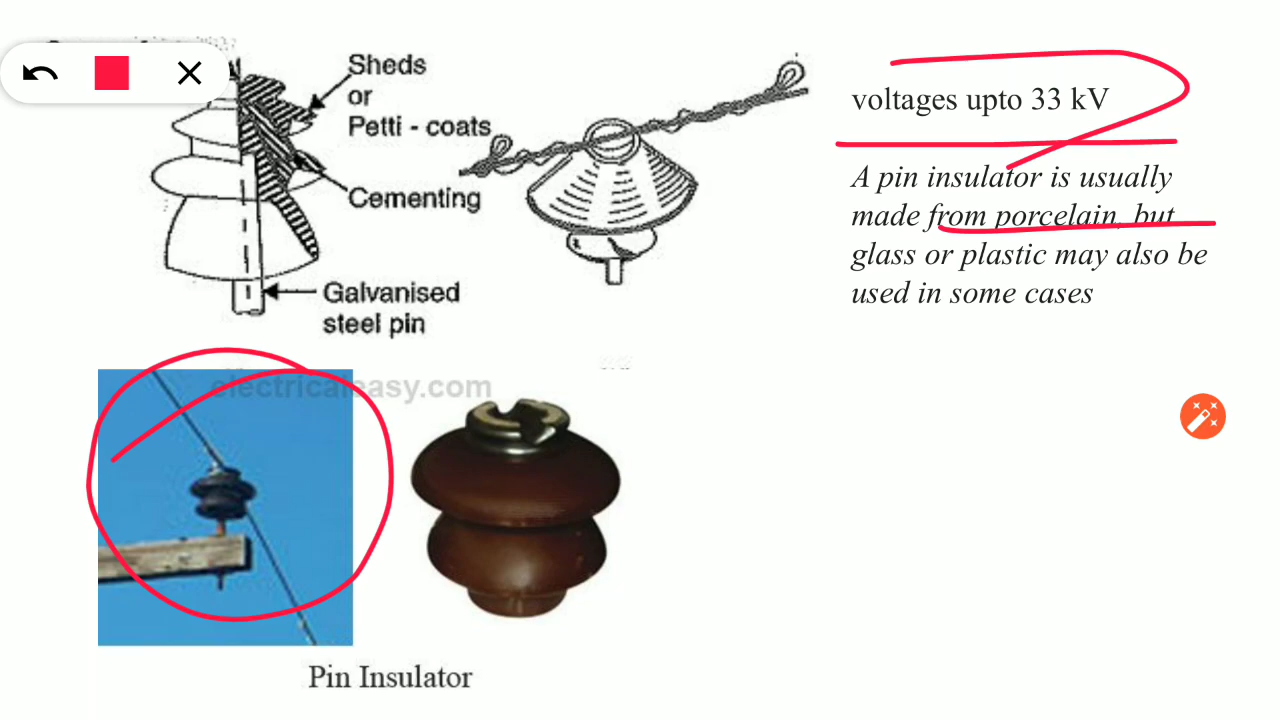 Sheds
or
Petti - coats
Cementing
Galvanised
steel pin
voltages upto 33 kV
A pin insulator is usually
made from porcelain, but
glass or plastic may also be
used in some cases
electricaleasy.com
Pin Insulator